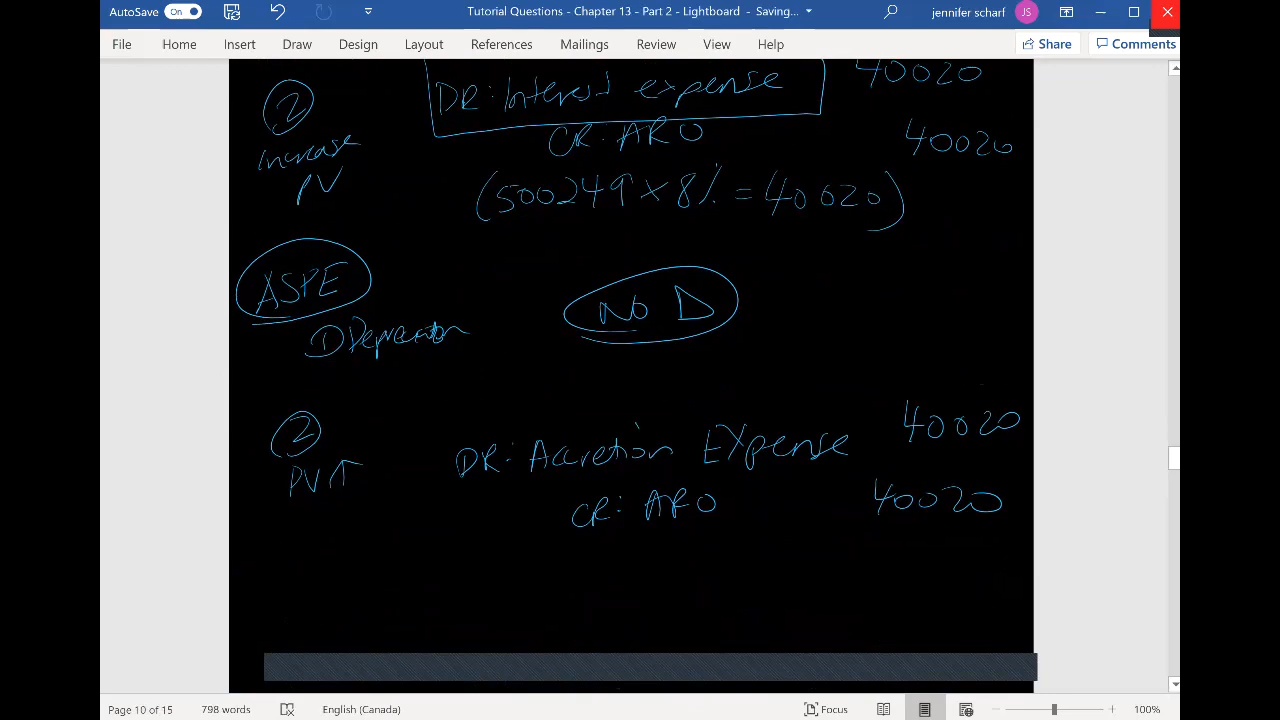 AutoSave On Tutorial Questions - Chapter 13 - Part 2 - Lightboard - Saving... jennifer scharf JS
File Home Insert Draw Design Layout References Mailings Review View Help Share Comments
40020
② DR: Interest expense
CR: ARO 40020
increase
PV
(500249 × 8% = 40020)
ASPE
No D
① Depreciation
② DR: Accretion Expense 40020
PV ↑
CR: ARO 40020
Page 10 of 15 798 words English (Canada) Focus 100%